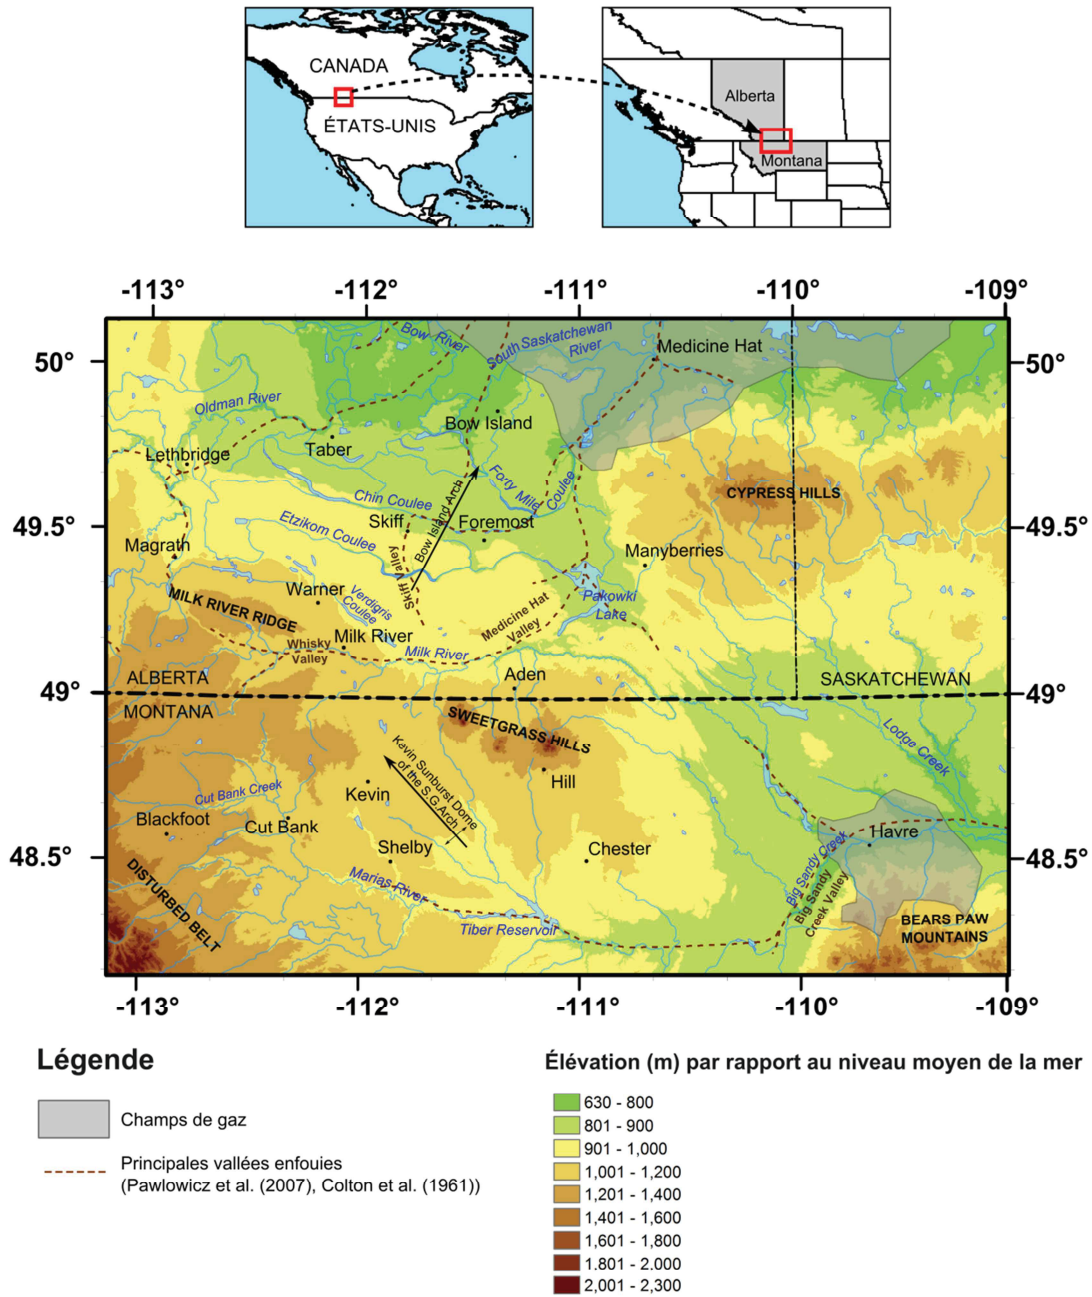 CANADA
ÉTATS-UNIS
Alberta
Montana
-113°
-112°
-111°
-110°
-109°
50°
50°
Bow River
South Saskatchewan
River
Medicine Hat
Oldman River
Bow Island
Taber
Lethbridge
CYPRESS HILLS
Chin Coulee
Forty Mile
Coulee
Bow Island Arch
49.5°
49.5°
Skiff
Foremost
Etzikom Coulee
Magrath
Manyberries
Skiff Valley
Warner
Verdigris
Coulee
Pakowki
Lake
MILK RIVER RIDGE
Medicine Hat
Valley
Milk River
Whisky
Valley
Milk River
Aden
ALBERTA
SASKATCHEWAN
49°
49°
MONTANA
SWEETGRASS HILLS
Lodge Creek
Kevin Sunburst Dome
of the S.G.Arch
Hill
Kevin
Cut Bank Creek
Blackfoot
Cut Bank
Havre
Shelby
Chester
48.5°
48.5°
Big Sandy Creek
Big Sandy
Creek Valley
DISTURBED BELT
Marias River
Tiber Reservoir
BEARS PAW
MOUNTAINS
-113°
-112°
-111°
-110°
-109°
Légende
Champs de gaz
Principales vallées enfouies
(Pawlowicz et al. (2007), Colton et al. (1961))
Élévation (m) par rapport au niveau moyen de la mer
630 - 800
801 - 900
901 - 1,000
1,001 - 1,200
1,201 - 1,400
1,401 - 1,600
1,601 - 1,800
1.801 - 2.000
2,001 - 2,300